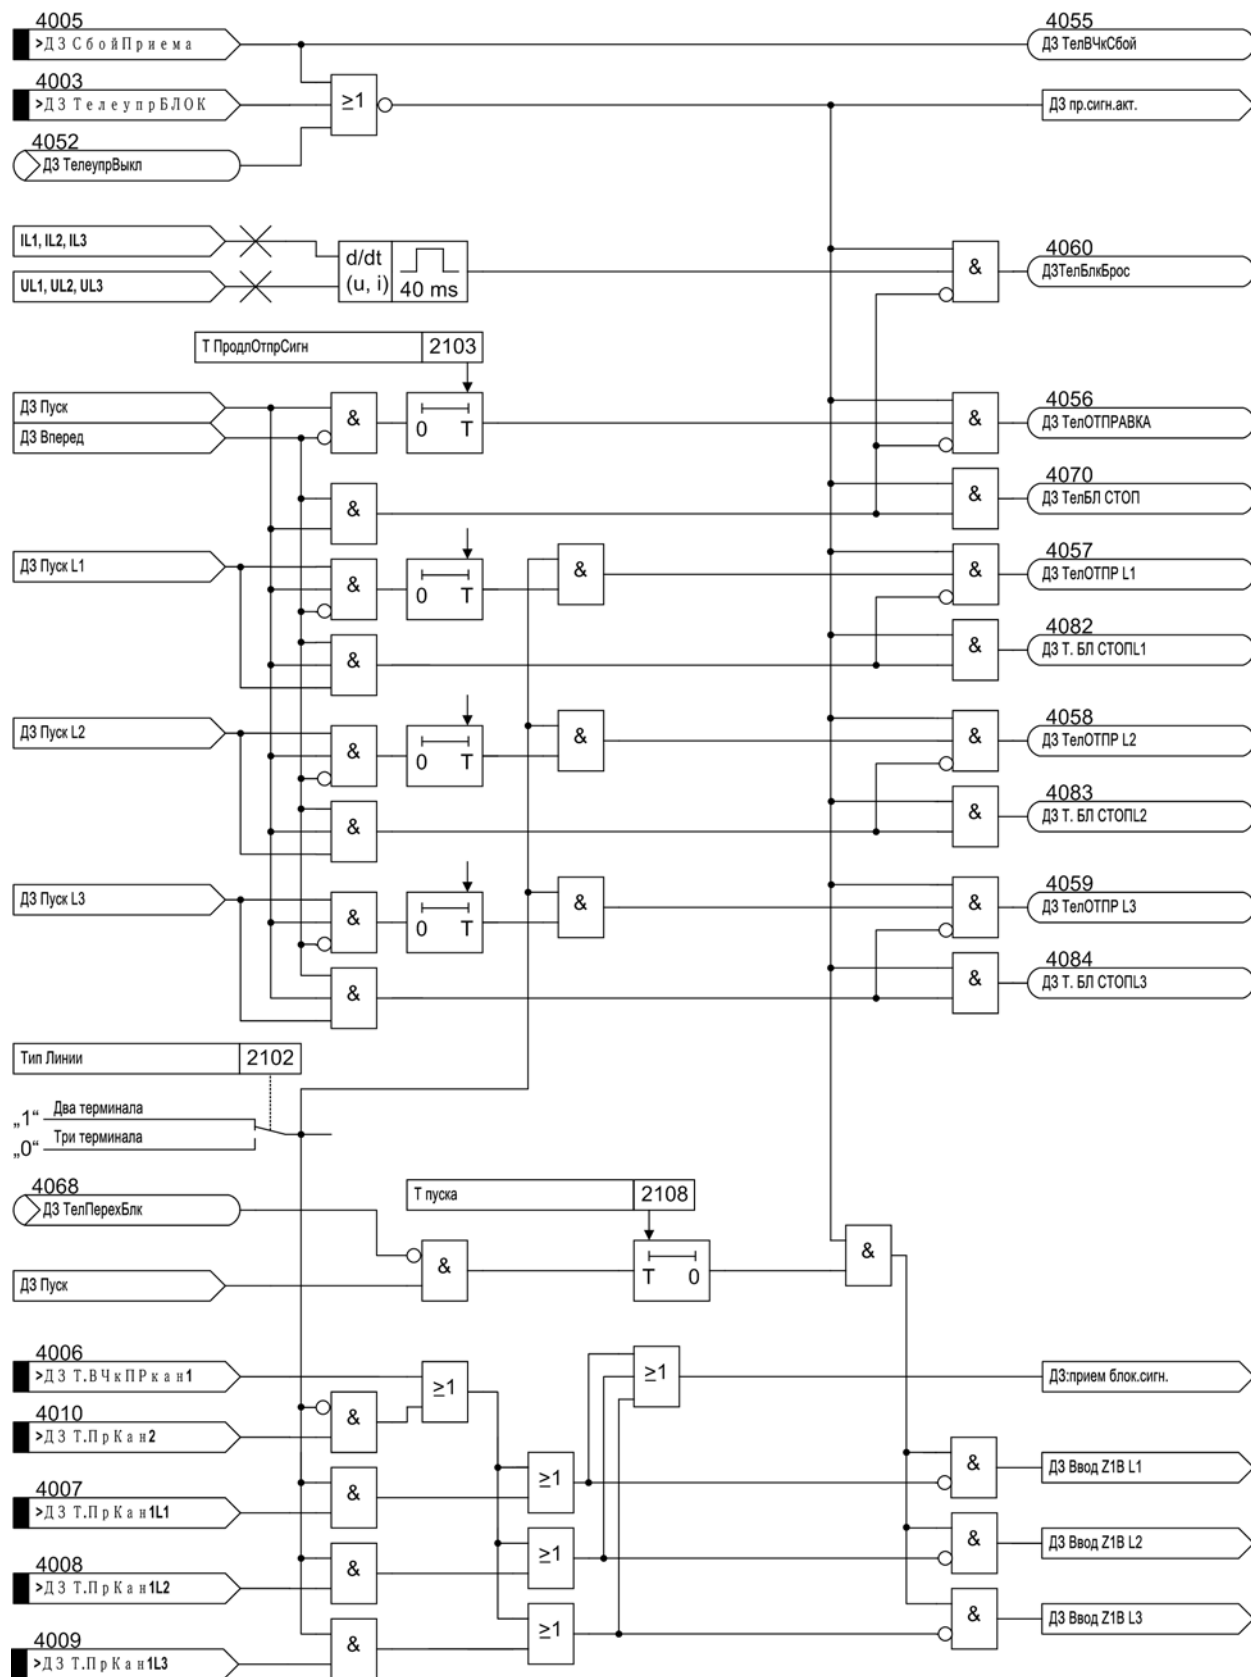 4005
>ДЗ СбойПриема
4055
ДЗ ТелВЧкСбой
4003
>ДЗ ТелеупрБЛОК
≥1
ДЗ пр.сигн.акт.
4052
ДЗ ТелеупрВыкл
IL1, IL2, IL3
UL1, UL2, UL3
d/dt
(u, i)
40 ms
&
4060
ДЗТелБлкБрос
Т ПродлОтпрСигн
2103
ДЗ Пуск
ДЗ Вперед
&
0 T
&
4056
ДЗ ТелОТПРАВКА
&
&
4070
ДЗ ТелБЛ СТОП
ДЗ Пуск L1
&
0 T
&
&
4057
ДЗ ТелОТПР L1
&
&
4082
ДЗ Т. БЛ СТОПL1
ДЗ Пуск L2
&
0 T
&
&
4058
ДЗ ТелОТПР L2
&
&
4083
ДЗ Т. БЛ СТОПL2
ДЗ Пуск L3
&
0 T
&
&
4059
ДЗ ТелОТПР L3
&
&
4084
ДЗ Т. БЛ СТОПL3
Тип Линии
2102
„1“ Два терминала
„0“ Три терминала
4068
ДЗ ТелПерехБлк
Т пуска
2108
ДЗ Пуск
&
T 0
&
4006
>ДЗ Т.ВЧкПРкан1
≥1
≥1
ДЗ:прием блок.сигн.
4010
>ДЗ Т.ПрКан2
&
4007
>ДЗ Т.ПрКан1L1
&
≥1
&
ДЗ Ввод Z1B L1
4008
>ДЗ Т.ПрКан1L2
&
≥1
&
ДЗ Ввод Z1B L2
4009
>ДЗ Т.ПрКан1L3
&
≥1
&
ДЗ Ввод Z1B L3